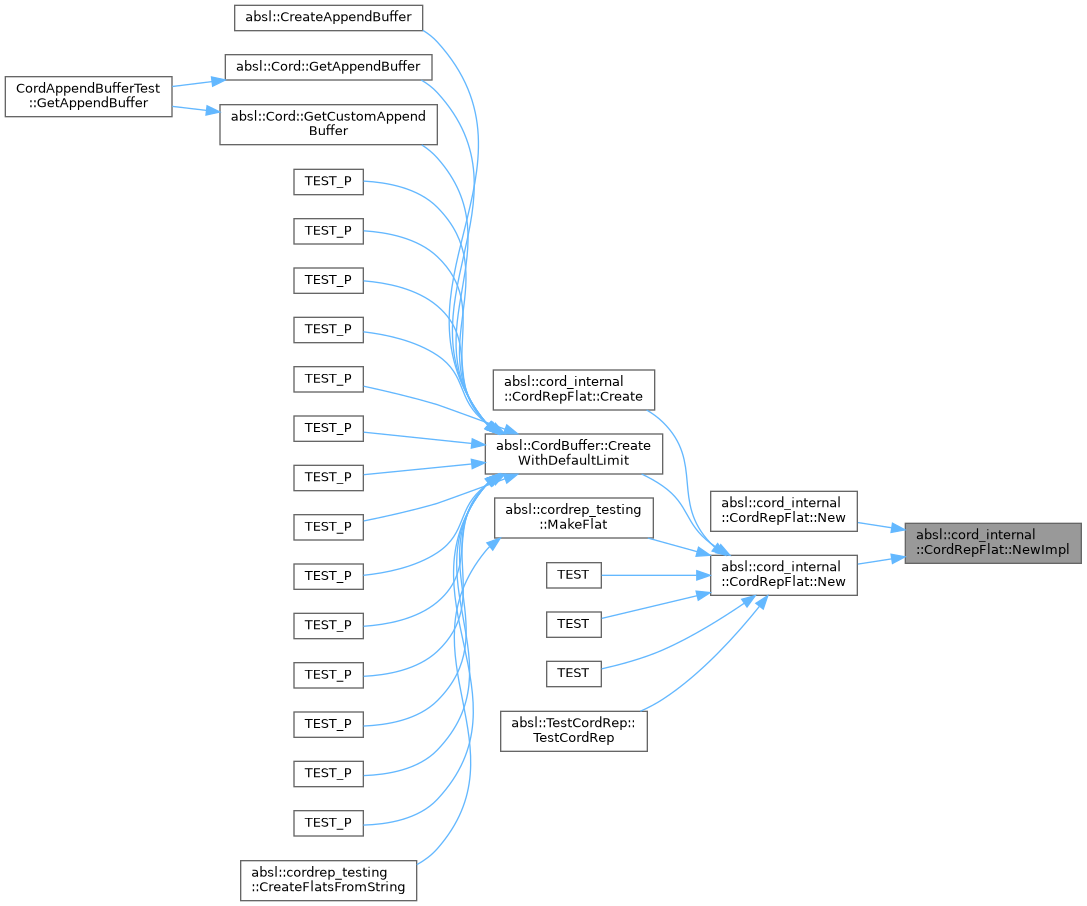 absl::CreateAppendBuffer
absl::Cord::GetAppendBuffer
CordAppendBufferTest
::GetAppendBuffer
absl::Cord::GetCustomAppend
Buffer
TEST_P
TEST_P
TEST_P
TEST_P
TEST_P
TEST_P
TEST_P
TEST_P
TEST_P
TEST_P
TEST_P
TEST_P
TEST_P
TEST_P
absl::cordrep_testing
::CreateFlatsFromString
absl::cord_internal
::CordRepFlat::Create
absl::CordBuffer::Create
WithDefaultLimit
absl::cordrep_testing
::MakeFlat
TEST
TEST
TEST
absl::TestCordRep::
TestCordRep
absl::cord_internal
::CordRepFlat::New
absl::cord_internal
::CordRepFlat::New
absl::cord_internal
::CordRepFlat::NewImpl